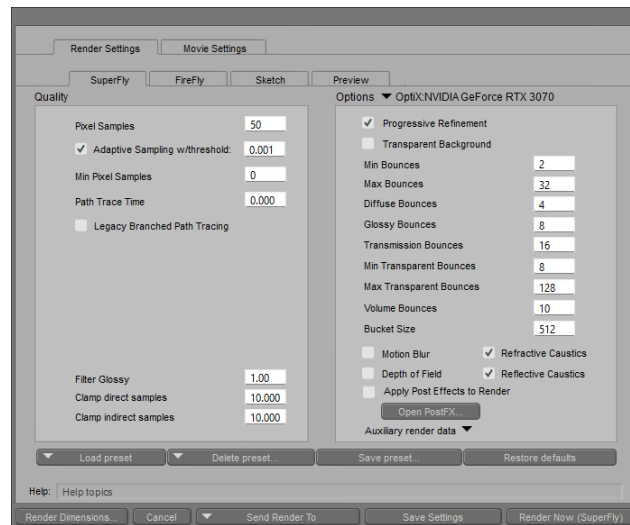 Render Settings Movie Settings
SuperFly FireFly Sketch Preview
Quality
Pixel Samples 50
Adaptive Sampling w/threshold: 0.001
Min Pixel Samples 0
Path Trace Time 0.000
Legacy Branched Path Tracing
Filter Glossy 1.00
Clamp direct samples 10.000
Clamp indirect samples 10.000
Options OptiX:NVIDIA GeForce RTX 3070
Progressive Refinement
Transparent Background
Min Bounces 2
Max Bounces 32
Diffuse Bounces 4
Glossy Bounces 8
Transmission Bounces 16
Min Transparent Bounces 8
Max Transparent Bounces 128
Volume Bounces 10
Bucket Size 512
Motion Blur Refractive Caustics
Depth of Field Reflective Caustics
Apply Post Effects to Render
Open PostFX...
Auxiliary render data
Load preset Delete preset... Save preset... Restore defaults
Help: Help topics
Render Dimensions... Cancel Send Render To Save Settings Render Now (SuperFly)